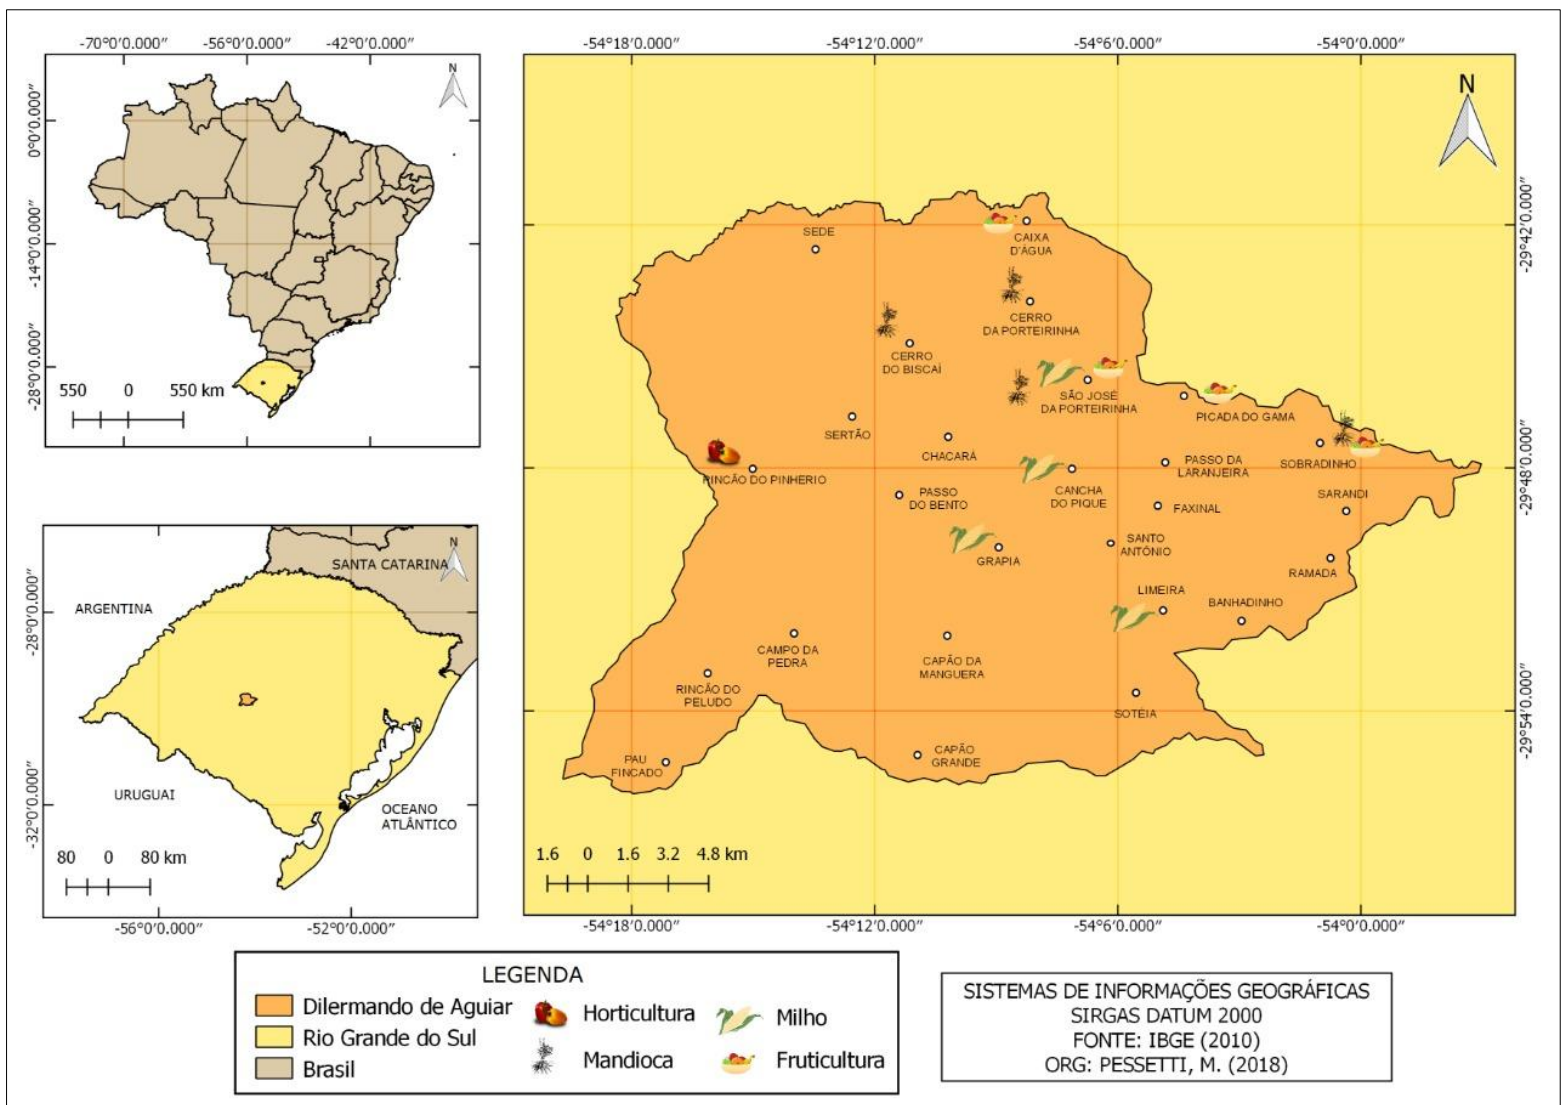 -70°0'0.000"
-56°0'0.000"
-42°0'0.000"
N
0°0'0.000"
-14°0'0.000"
-28°0'0.000"
550 0 550 km
SANTA CATARINA
N
ARGENTINA
URUGUAI
OCEANO
ATLÂNTICO
-28°0'0.000"
-32°0'0.000"
80 0 80 km
-56°0'0.000"
-52°0'0.000"
-54°18'0.000"
-54°12'0.000"
-54°6'0.000"
-54°0'0.000"
N
-29°42'0.000"
-29°48'0.000"
-29°54'0.000"
SEDE
CAIXA
D'ÁGUA
CERRO
DA PORTEIRINHA
CERRO
DO BISCAÍ
SÃO JOSÉ
DA PORTEIRINHA
PICADA DO GAMA
SERTÃO
CHACARÁ
PASSO DA
LARANJEIRA
SOBRADINHO
RINCÃO DO PINHERIO
PASSO
DO BENTO
CANCHA
DO PIQUE
FAXINAL
SARANDI
SANTO
ANTÔNIO
GRAPIA
RAMADA
LIMEIRA
BANHADINHO
CAMPO DA
PEDRA
CAPÃO DA
MANGUERA
RINCÃO DO
PELUDO
SOTÉIA
PAU
FINCADO
CAPÃO
GRANDE
1.6 0 1.6 3.2 4.8 km
-54°18'0.000"
-54°12'0.000"
-54°6'0.000"
-54°0'0.000"
LEGENDA
Dilermando de Aguiar
Rio Grande do Sul
Brasil
Horticultura
Mandioca
Milho
Fruticultura
SISTEMAS DE INFORMAÇÕES GEOGRÁFICAS
SIRGAS DATUM 2000
FONTE: IBGE (2010)
ORG: PESSETTI, M. (2018)